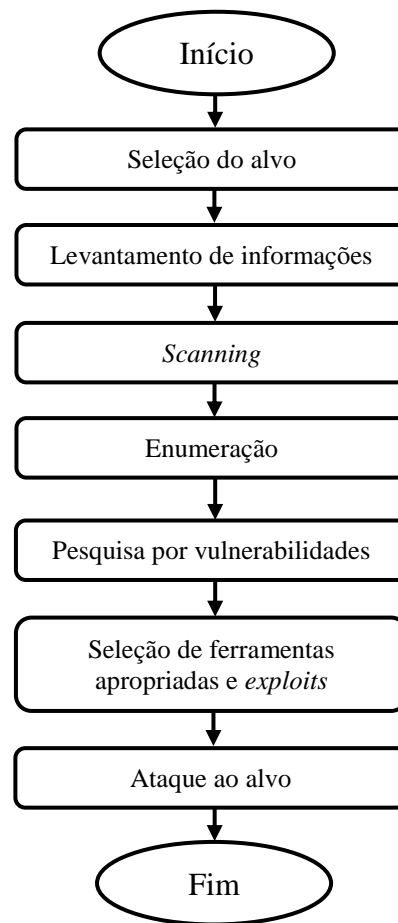 Início
Seleção do alvo
Levantamento de informações
Scanning
Enumeração
Pesquisa por vulnerabilidades
Seleção de ferramentas
apropriadas e exploits
Ataque ao alvo
Fim